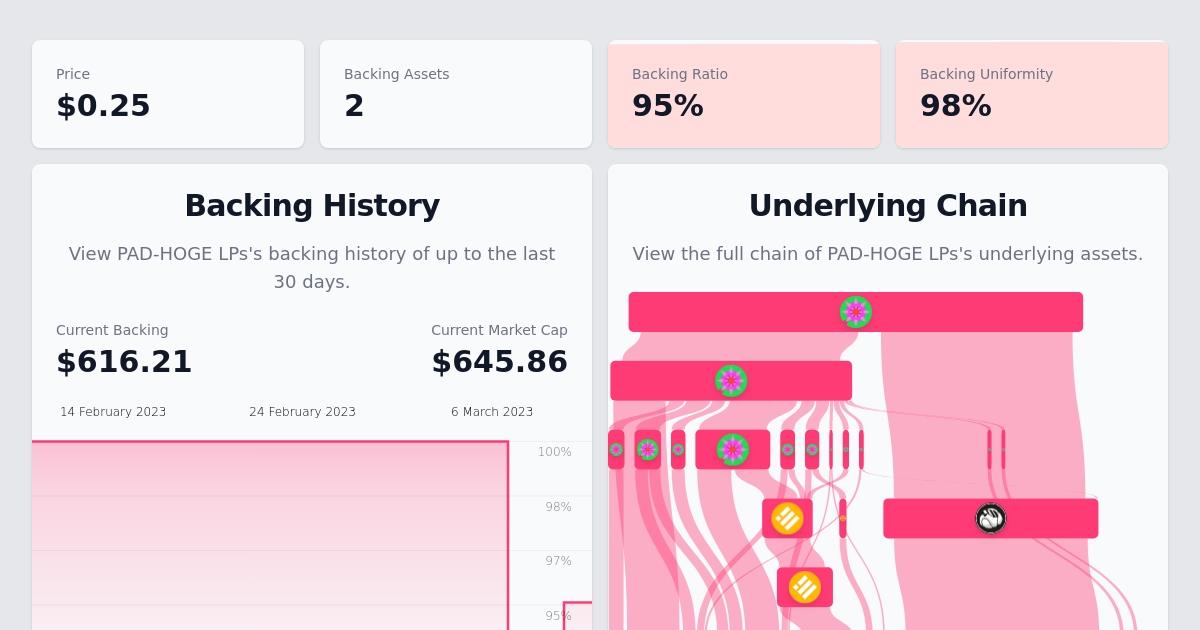 Price
$0.25
Backing Assets
2
Backing Ratio
95%
Backing Uniformity
98%
Backing History
View PAD-HOGE LPs's backing history of up to the last
30 days.
Current Backing
$616.21
Current Market Cap
$645.86
14 February 2023
24 February 2023
6 March 2023
100%
98%
97%
95%
Underlying Chain
View the full chain of PAD-HOGE LPs's underlying assets.